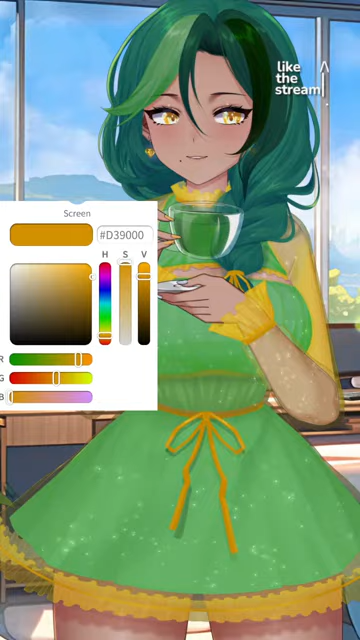 like
the
stream
Screen
#D39000
H S V
R
G
B